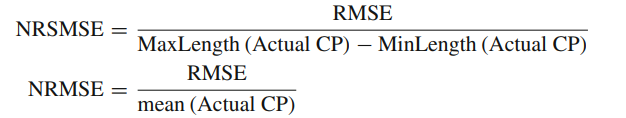 NRSMSE = RMSE / MaxLength (Actual CP) − MinLength (Actual CP)
NRMSE = RMSE / mean (Actual CP)